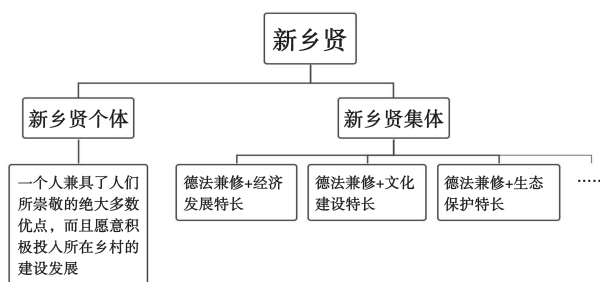 新乡贤
新乡贤个体
新乡贤集体
一个人兼具了人们
所崇敬的绝大多数
优点，而且愿意积
极投入所在乡村的
建设发展
德法兼修+经济
发展特长
德法兼修+文化
建设特长
德法兼修+生态
保护特长
……